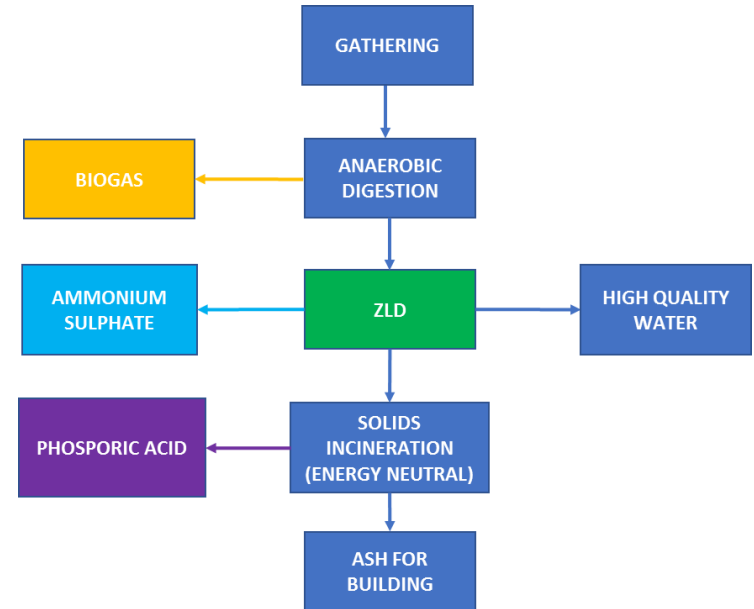 GATHERING
BIOGAS
ANAEROBIC
DIGESTION
AMMONIUM
SULPHATE
ZLD
HIGH QUALITY
WATER
PHOSPORIC ACID
SOLIDS
INCINERATION
(ENERGY NEUTRAL)
ASH FOR
BUILDING